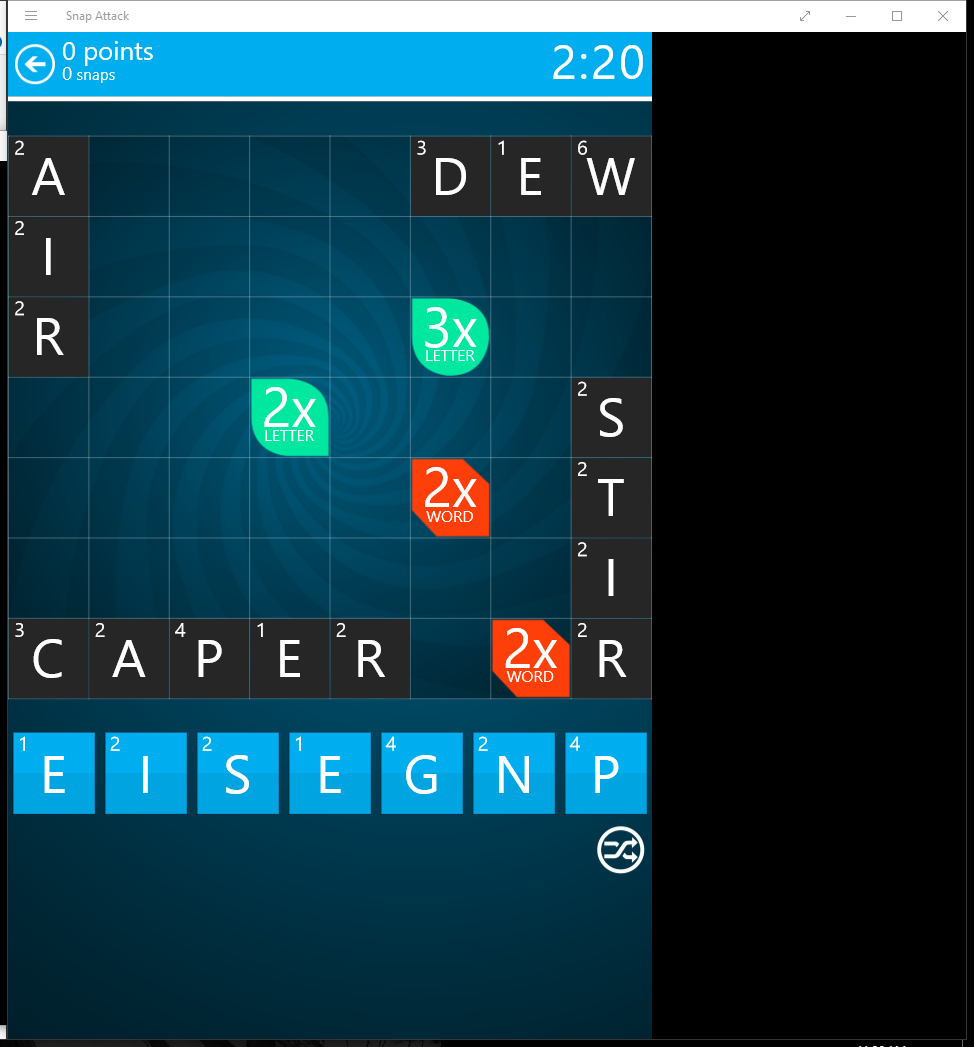 Snap Attack
0 points
0 snaps
2:20
2 A 3 D 1 E 6 W
2 I
2 R 3x LETTER
2x LETTER 2 S
2x WORD 2 T
2 I
3 C 2 A 4 P 1 E 2 R 2x WORD 2 R
1 E 2 I 2 S 1 E 4 G 2 N 4 P